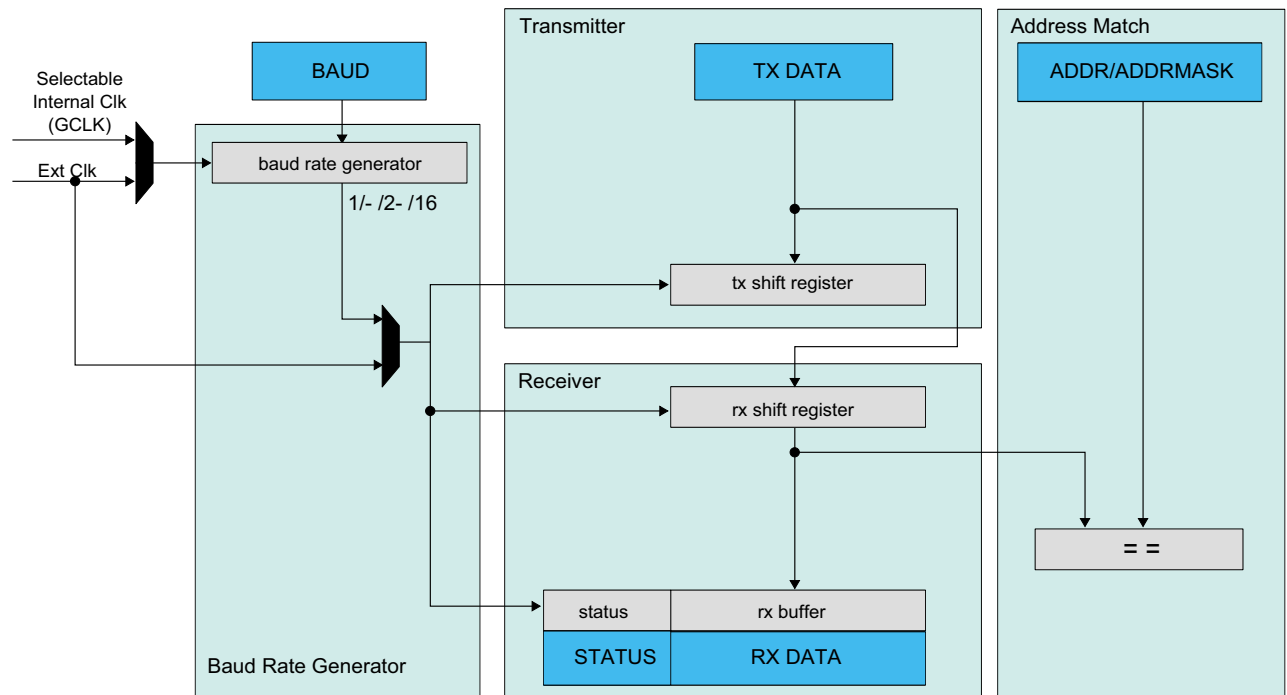 Transmitter
Address Match
BAUD
TX DATA
ADDR/ADDRMASK
Selectable
Internal Clk
(GCLK)
baud rate generator
Ext Clk
1/- /2- /16
tx shift register
Receiver
rx shift register
= =
status
rx buffer
STATUS
RX DATA
Baud Rate Generator